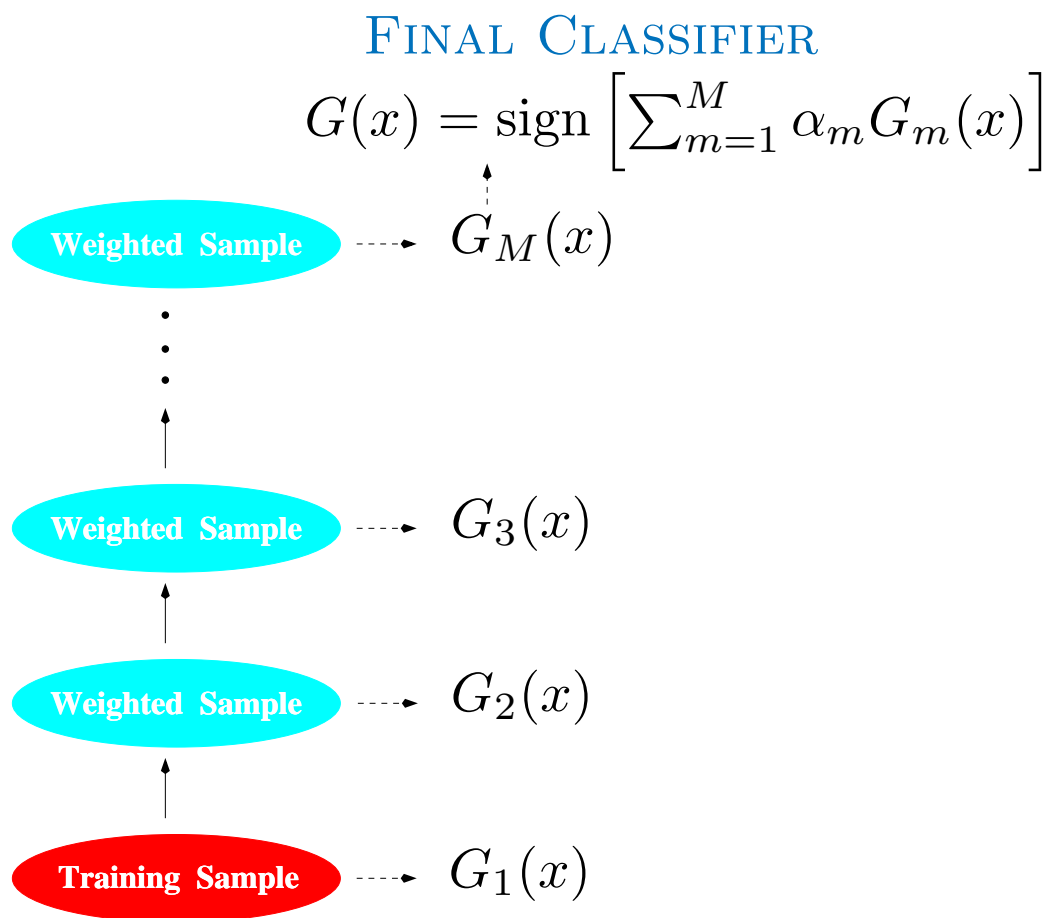 FINAL CLASSIFIER
G(x) = sign [∑_{m=1}^{M} α_m G_m(x)]
Weighted Sample G_M(x)
Weighted Sample G_3(x)
Weighted Sample G_2(x)
Training Sample G_1(x)